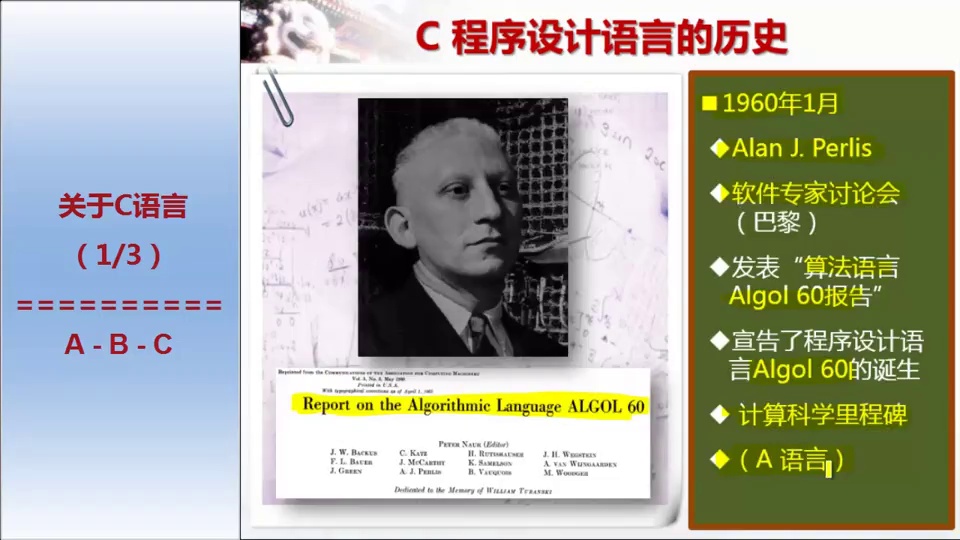 C 程序设计语言的历史
关于C语言
（1/3）
==========
A - B - C
Reprinted from the COMMUNICATIONS OF THE ASSOCIATION FOR COMPUTING MACHINERY
Vol. 3, No. 5, May 1960
Printed in U.S.A.
With typographical corrections as of April 1, 1962
Report on the Algorithmic Language ALGOL 60
PETER NAUR (Editor)
J. W. BACKUS C. KATZ H. RUTISHAUSER J. H. WEGSTEIN
F. L. BAUER J. MCCARTHY K. SAMELSON A. VAN WIJNGAARDEN
J. GREEN A. J. PERLIS B. VAUQUOIS M. WOODGER
Dedicated to the Memory of WILLIAM TURANSKI
1960年1月
Alan J. Perlis
软件专家讨论会
（巴黎）
发表“算法语言
Algol 60报告”
宣告了程序设计语
言Algol 60的诞生
计算科学里程碑
（A 语言）